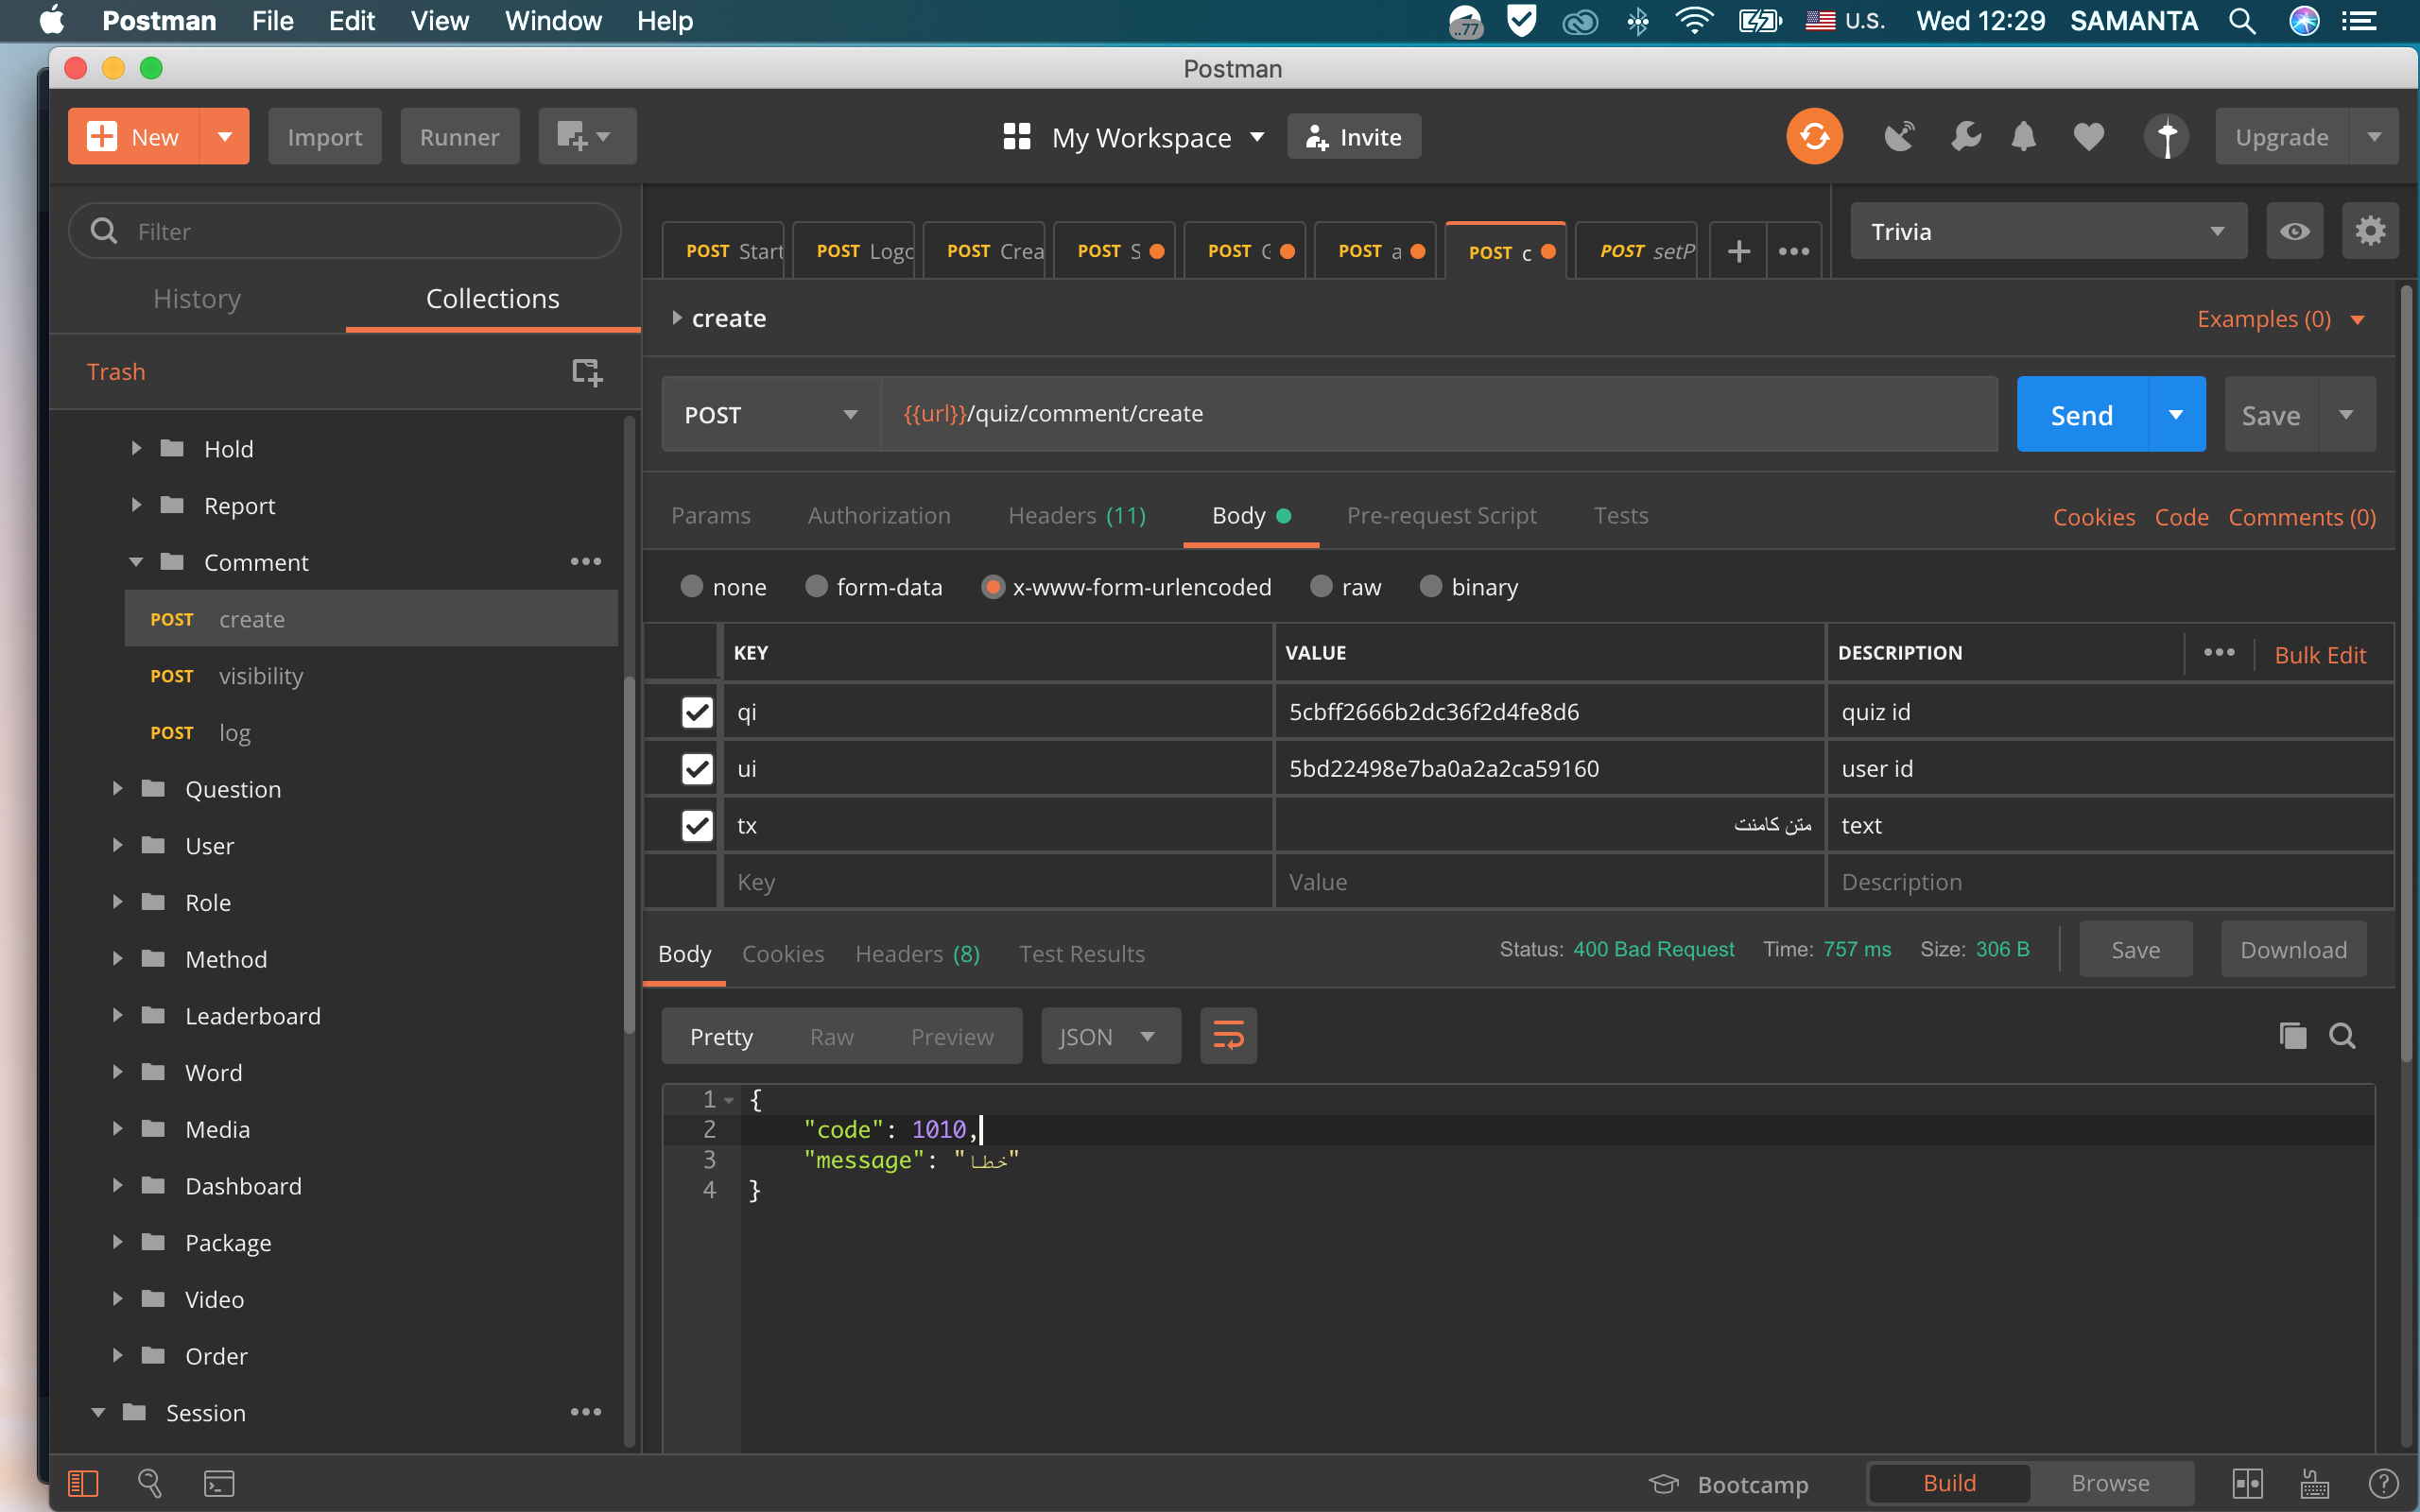 Postman File Edit View Window Help
..77 U.S. Wed 12:29 SAMANTA
Postman
New Import Runner My Workspace Invite Upgrade
Filter
History Collections
Trash
Hold
Report
Comment
POST create
POST visibility
POST log
Question
User
Role
Method
Leaderboard
Word
Media
Dashboard
Package
Video
Order
Session
POST Start POST Logo POST Crea POST S POST G POST a POST c POST setP
Trivia
create
Examples (0)
POST {{url}}/quiz/comment/create Send Save
Params Authorization Headers (11) Body Pre-request Script Tests Cookies Code Comments (0)
none form-data x-www-form-urlencoded raw binary
KEY VALUE DESCRIPTION Bulk Edit
qi 5cbff2666b2dc36f2d4fe8d6 quiz id
ui 5bd22498e7ba0a2a2ca59160 user id
tx متن کامنت text
Key Value Description
Body Cookies Headers (8) Test Results Status: 400 Bad Request Time: 757 ms Size: 306 B Save Download
Pretty Raw Preview JSON
1 {
2 "code": 1010,
3 "message": "خطا"
4 }
Bootcamp Build Browse